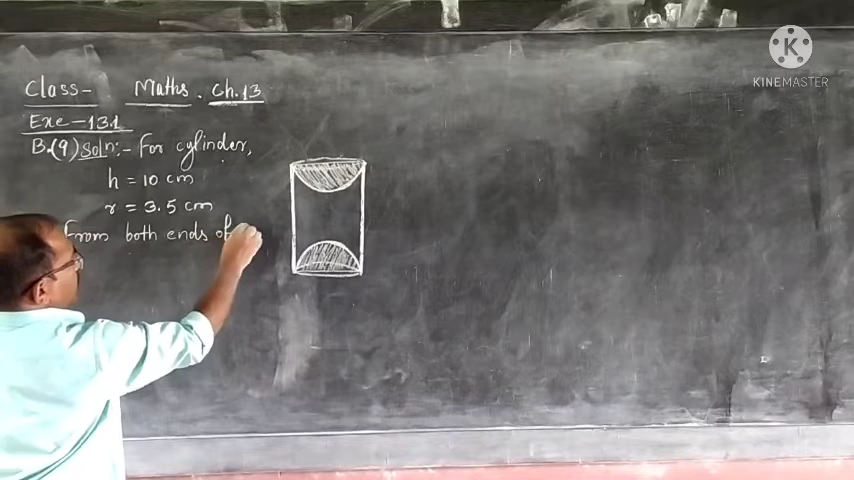 Class- Maths. Ch.13
Exe-13.1
B.(9) Soln:- For cylinder,
h = 10 cm
r = 3.5 cm
From both ends of
K
KINEMASTER